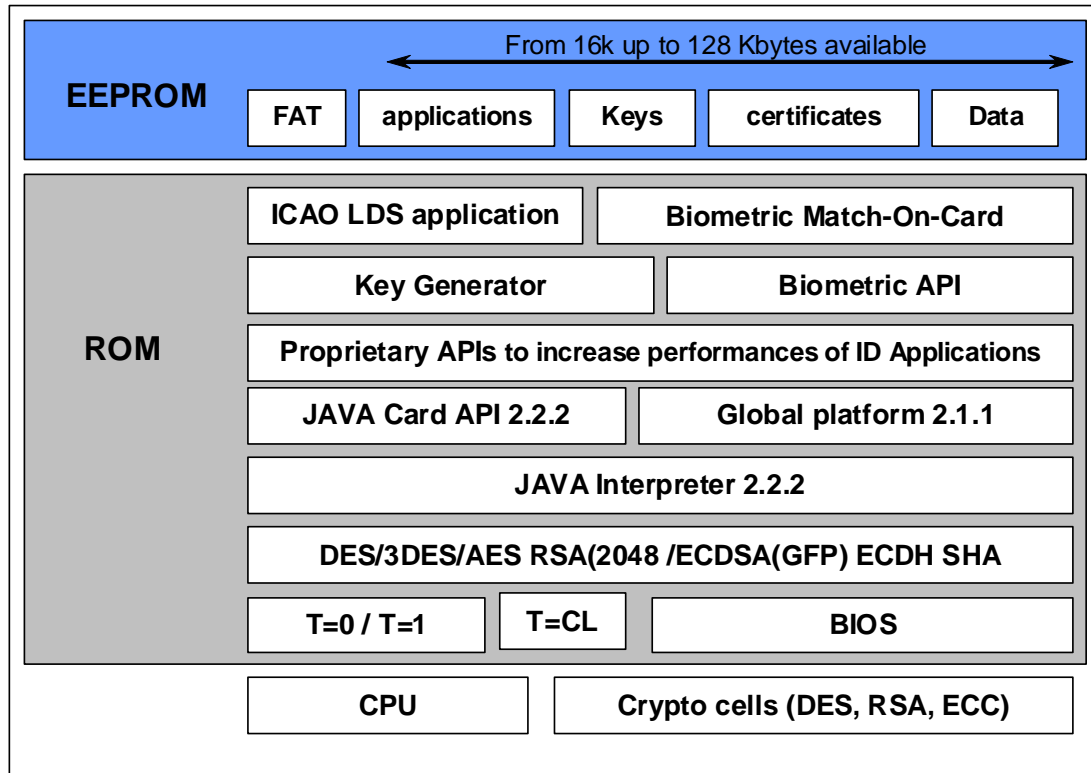 From 16k up to 128 Kbytes available
EEPROM
FAT
applications
Keys
certificates
Data
ICAO LDS application
Biometric Match-On-Card
Key Generator
Biometric API
ROM
Proprietary APIs to increase performances of ID Applications
JAVA Card API 2.2.2
Global platform 2.1.1
JAVA Interpreter 2.2.2
DES/3DES/AES RSA(2048 /ECDSA(GFP) ECDH SHA
T=0 / T=1
T=CL
BIOS
CPU
Crypto cells (DES, RSA, ECC)